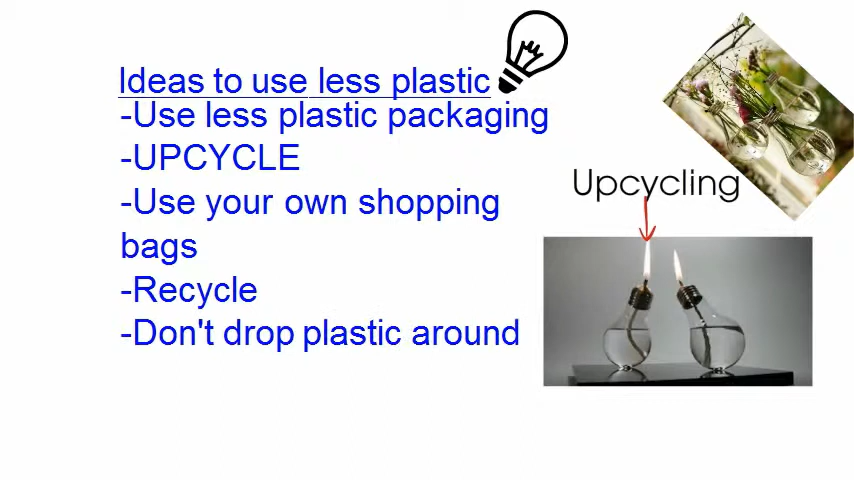 Ideas to use less plastic
-Use less plastic packaging
-UPCYCLE
-Use your own shopping
bags
-Recycle
-Don't drop plastic around
Upcycling